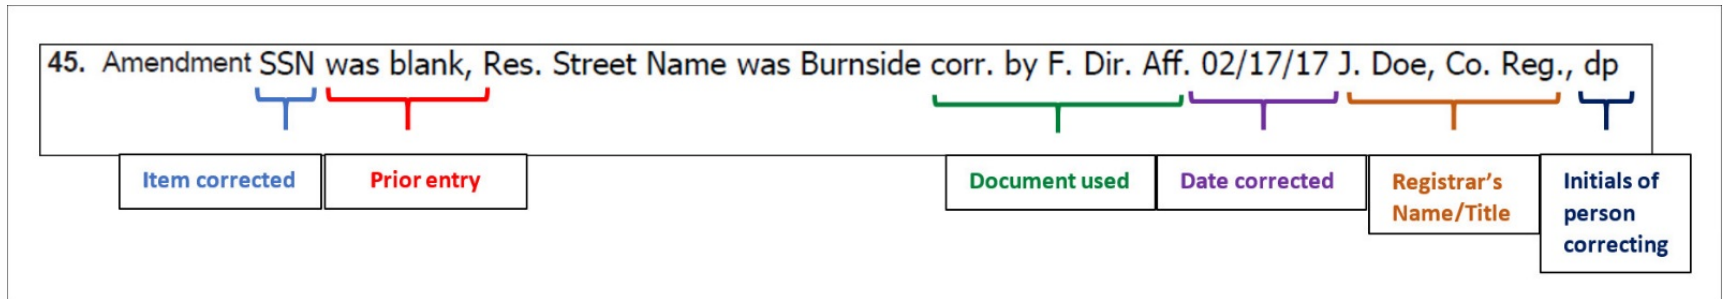 45. Amendment SSN was blank, Res. Street Name was Burnside corr. by F. Dir. Aff. 02/17/17 J. Doe, Co. Reg., dp
Item corrected
Prior entry
Document used
Date corrected
Registrar's
Name/Title
Initials of
person
correcting